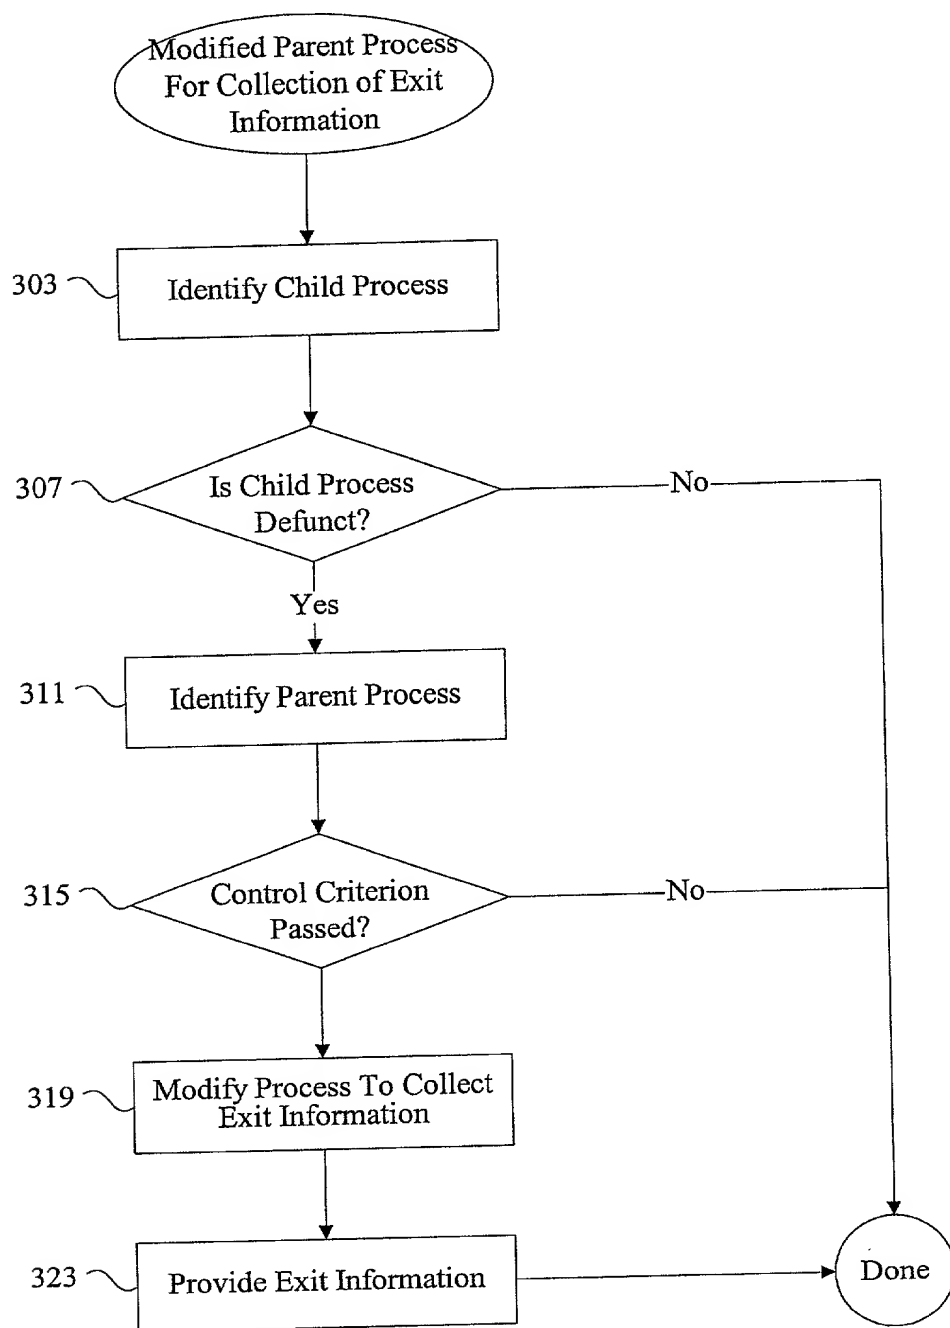 Modified Parent Process
For Collection of Exit
Information
303
Identify Child Process
307
Is Child Process
Defunct?
No
Yes
311
Identify Parent Process
315
Control Criterion
Passed?
No
319
Modify Process To Collect
Exit Information
323
Provide Exit Information
Done